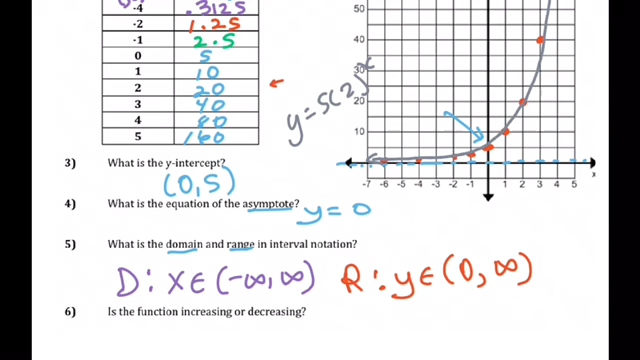 -4 .3125
-2 1.25
-1 2.5
0 5
1 10
2 20
3 40
4 80
5 160
50
40
30
20
10
-7 -6 -5 -4 -3 -2 -1 1 2 3 4 5 x
y=5(2)^x
3) What is the y-intercept?
(0,5)
4) What is the equation of the asymptote? y=0
5) What is the domain and range in interval notation?
D: x∈(-∞,∞) R: y∈(0,∞)
6) Is the function increasing or decreasing?